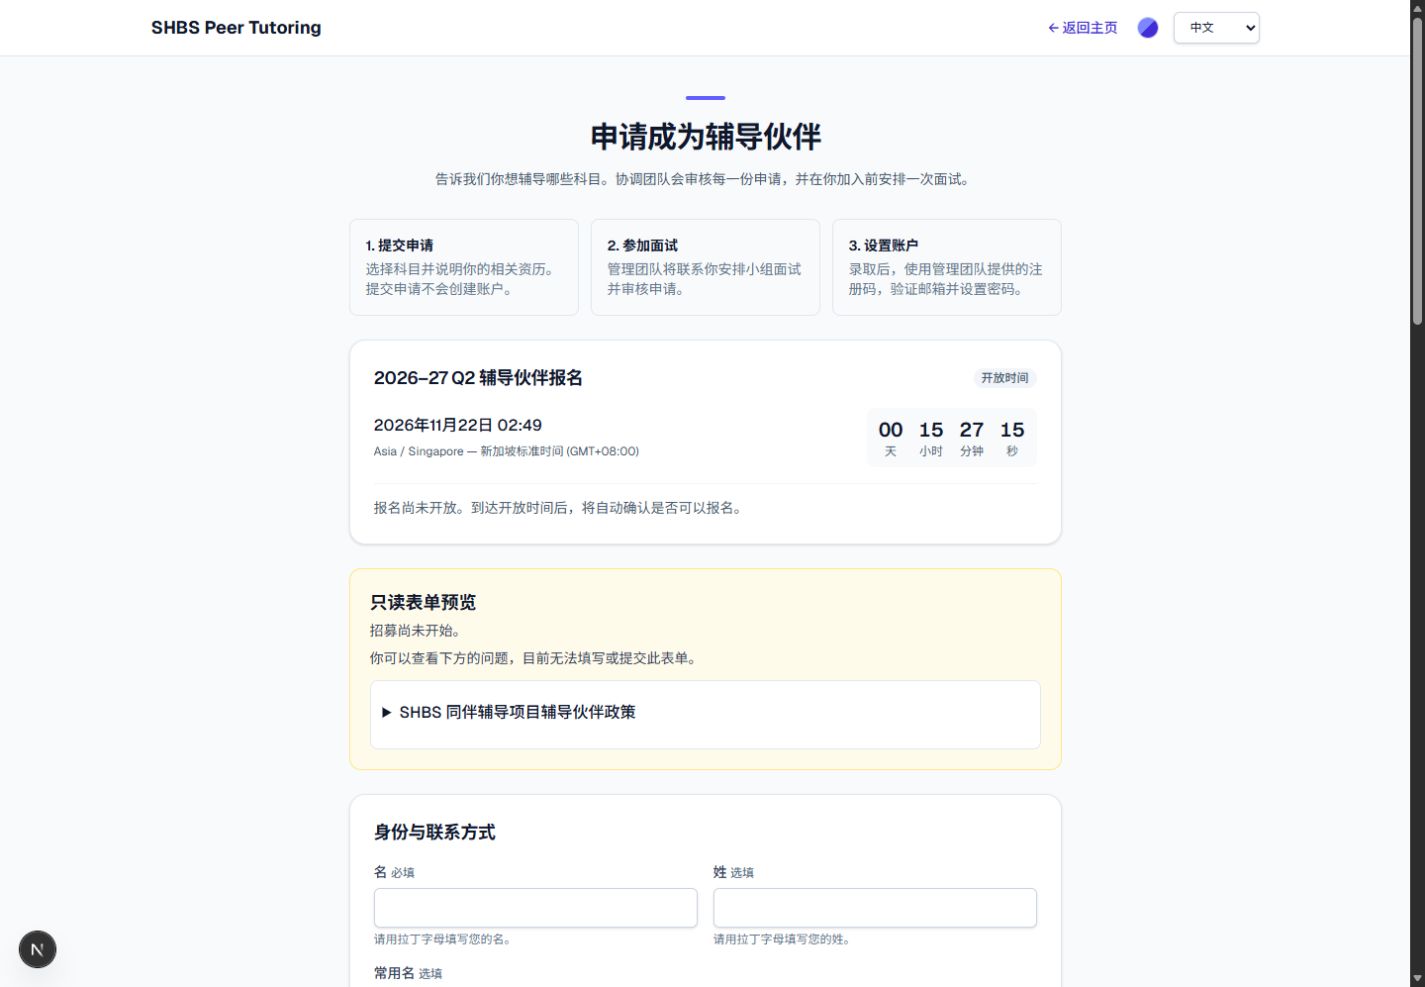 SHBS Peer Tutoring
← 返回主页
中文
申请成为辅导伙伴
告诉我们你想辅导哪些科目。协调团队会审核每一份申请，并在你加入前安排一次面试。
1. 提交申请
选择科目并说明你的相关资历。
提交申请不会创建账户。
2. 参加面试
管理团队将联系你安排小组面试
并审核申请。
3. 设置账户
录取后，使用管理团队提供的注
册码，验证邮箱并设置密码。
2026–27 Q2 辅导伙伴报名
开放时间
2026年11月22日 02:49
Asia / Singapore — 新加坡标准时间 (GMT+08:00)
00 15 27 15
天 小时 分钟 秒
报名尚未开放。到达开放时间后，将自动确认是否可以报名。
只读表单预览
招募尚未开始。
你可以查看下方的问题，目前无法填写或提交此表单。
▶ SHBS 同伴辅导项目辅导伙伴政策
身份与联系方式
名 必填
姓 选填
请用拉丁字母填写您的名。
请用拉丁字母填写您的姓。
常用名 选填
N